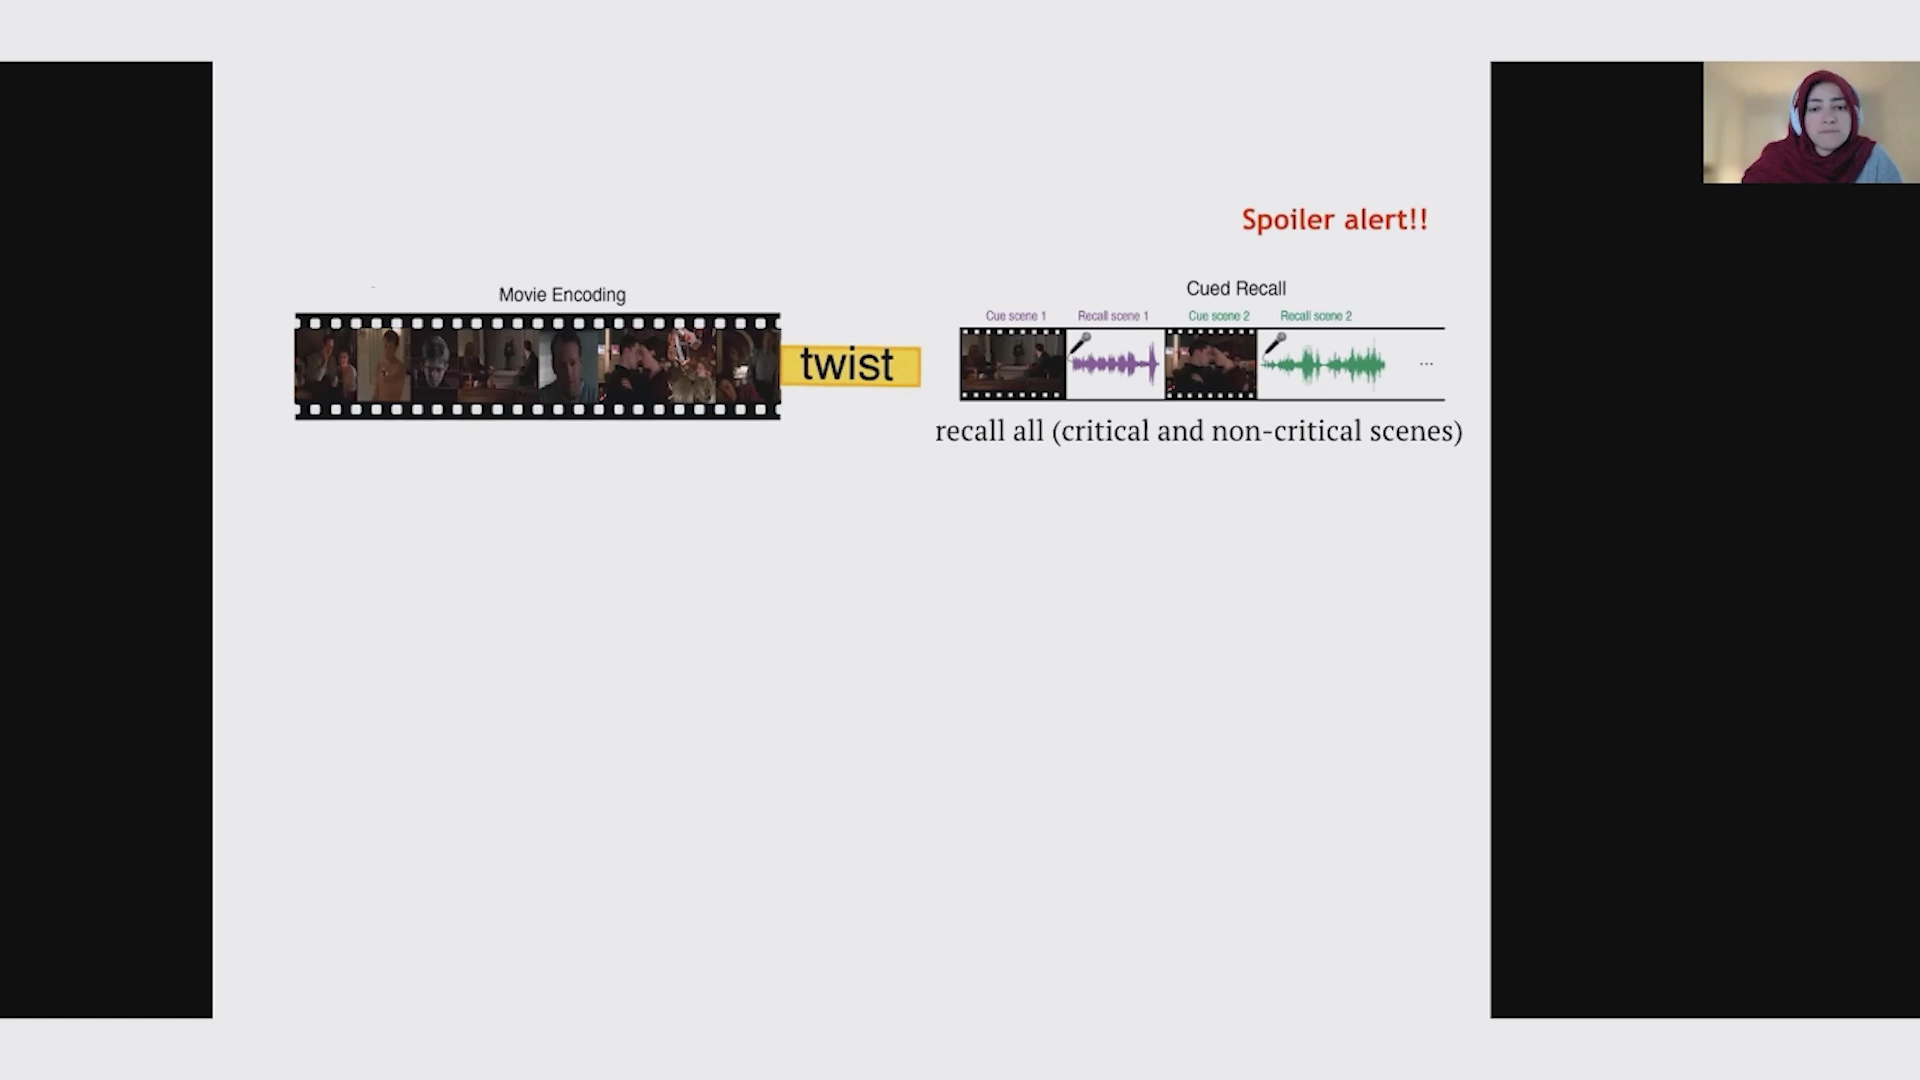 Spoiler alert!!
Movie Encoding
twist
Cued Recall
Cue scene 1 Recall scene 1 Cue scene 2 Recall scene 2
...
recall all (critical and non-critical scenes)